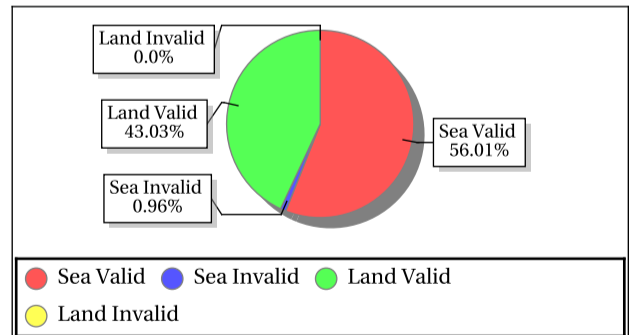 Land Invalid
0.0%
Land Valid
43.03%
Sea Valid
56.01%
Sea Invalid
0.96%
Sea Valid Sea Invalid Land Valid
Land Invalid